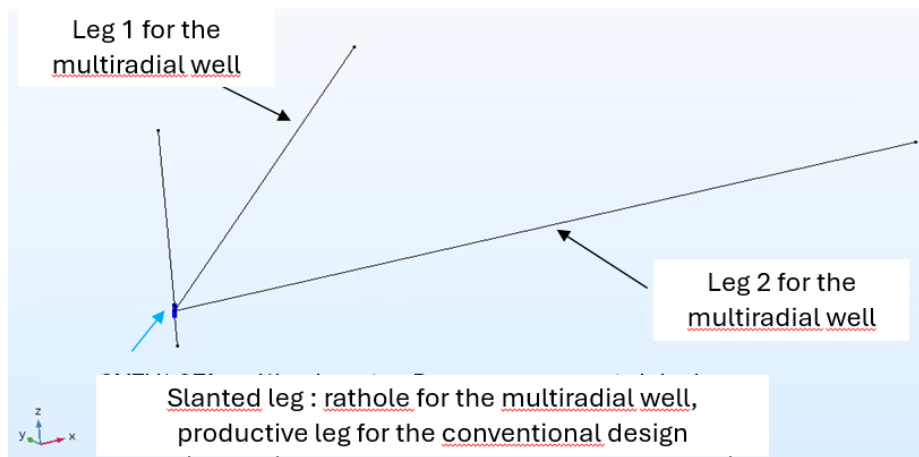 Leg 1 for the
multiradial well
Leg 2 for the
multiradial well
Slanted leg : rathole for the multiradial well,
productive leg for the conventional design
z
y
x